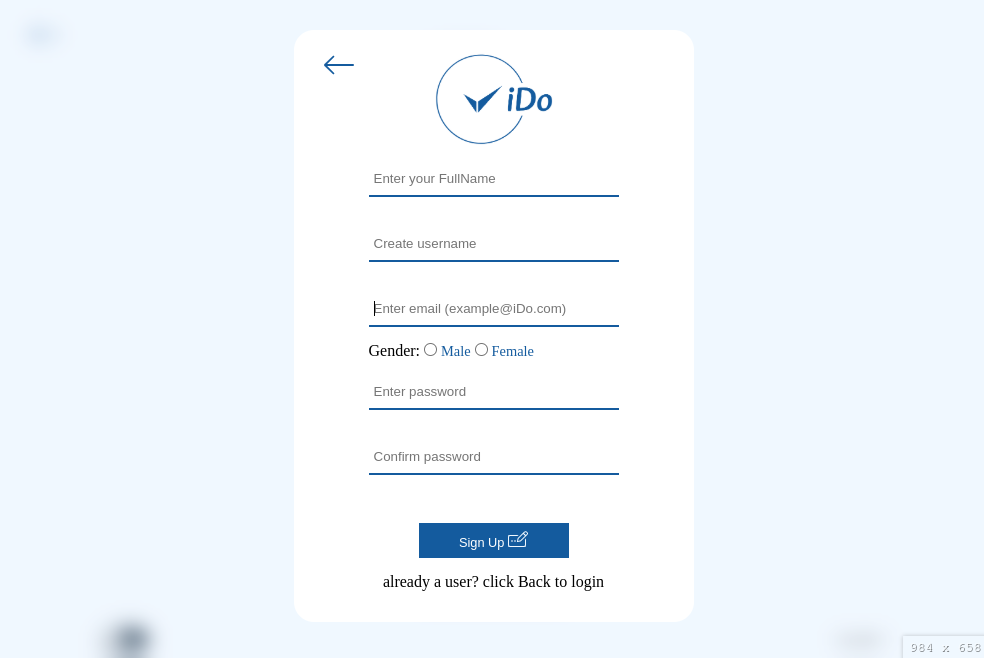 iDo
Enter your FullName
Create username
Enter email (example@iDo.com)
Gender: Male Female
Enter password
Confirm password
Sign Up
already a user? click Back to login
984 x 658